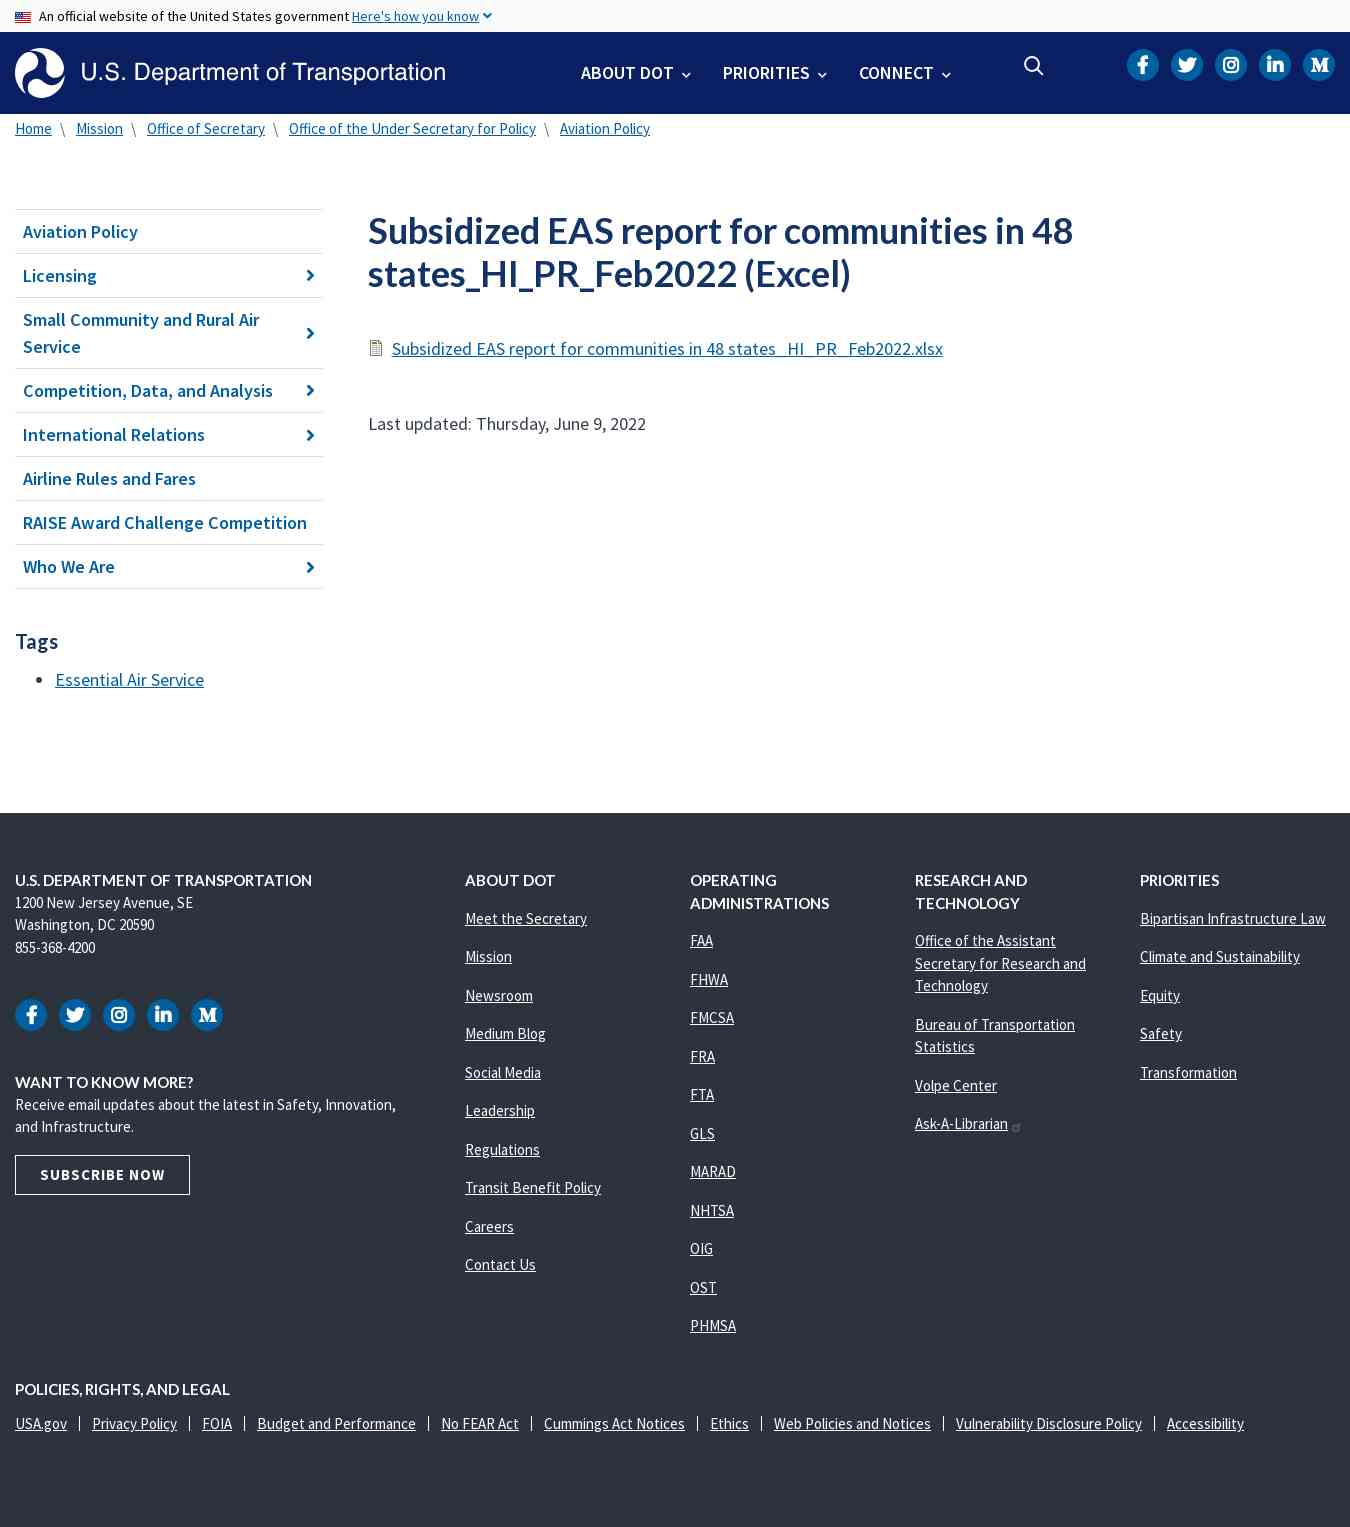 An official website of the United States government Here's how you know
U.S. Department of Transportation
ABOUT DOT
PRIORITIES
CONNECT
Home \ Mission \ Office of Secretary \ Office of the Under Secretary for Policy \ Aviation Policy
Aviation Policy
Licensing
Small Community and Rural Air
Service
Competition, Data, and Analysis
International Relations
Airline Rules and Fares
RAISE Award Challenge Competition
Who We Are
Tags
Essential Air Service
Subsidized EAS report for communities in 48
states_HI_PR_Feb2022 (Excel)
Subsidized EAS report for communities in 48 states_HI_PR_Feb2022.xlsx
Last updated: Thursday, June 9, 2022
U.S. DEPARTMENT OF TRANSPORTATION
1200 New Jersey Avenue, SE
Washington, DC 20590
855-368-4200
WANT TO KNOW MORE?
Receive email updates about the latest in Safety, Innovation,
and Infrastructure.
SUBSCRIBE NOW
ABOUT DOT
Meet the Secretary
Mission
Newsroom
Medium Blog
Social Media
Leadership
Regulations
Transit Benefit Policy
Careers
Contact Us
OPERATING
ADMINISTRATIONS
FAA
FHWA
FMCSA
FRA
FTA
GLS
MARAD
NHTSA
OIG
OST
PHMSA
RESEARCH AND
TECHNOLOGY
Office of the Assistant
Secretary for Research and
Technology
Bureau of Transportation
Statistics
Volpe Center
Ask-A-Librarian
PRIORITIES
Bipartisan Infrastructure Law
Climate and Sustainability
Equity
Safety
Transformation
POLICIES, RIGHTS, AND LEGAL
USA.gov | Privacy Policy | FOIA | Budget and Performance | No FEAR Act | Cummings Act Notices | Ethics | Web Policies and Notices | Vulnerability Disclosure Policy | Accessibility